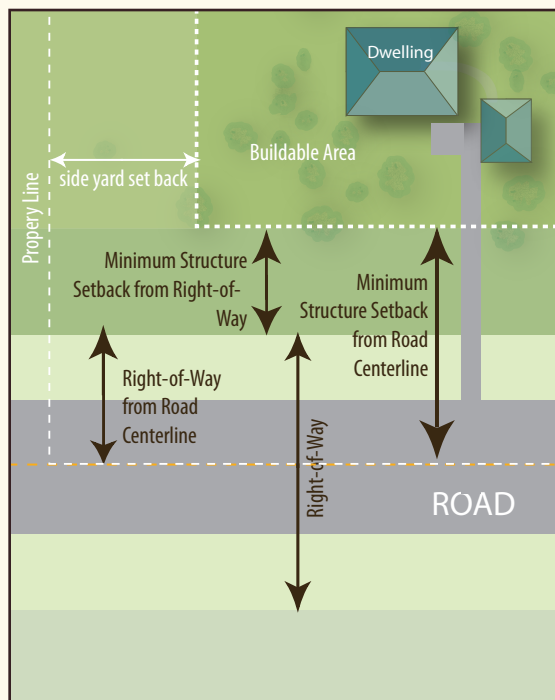 Dwelling
Buildable Area
side yard set back
Propery Line
Minimum Structure
Setback from Right-of-
Way
Minimum
Structure Setback
from Road
Centerline
Right-of-Way
from Road
Centerline
Right-of-Way
ROAD